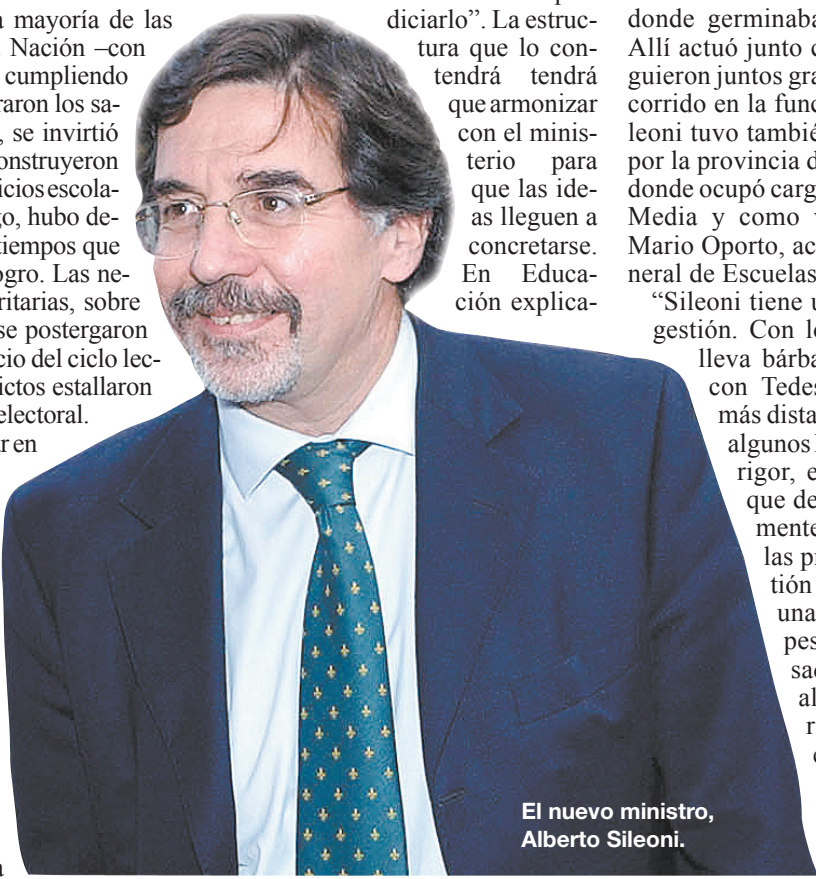 mayoría de las
Nación –con
cumpliendo
raron los sa-
, se invirtió
onstruyeron
icios escola-
go, hubo de-
tiempos que
ogro. Las ne-
ritarias, sobre
se postergaron
cio del ciclo lec-
ictos estallaron
electoral.
r en
diciarlo”. La estruc-
tura que lo con-
tendrá tendrá
que armonizar
con el minis-
terio para
que las ide-
as lleguen a
concretarse.
En Educa-
ción explica-
donde germinaba
Allí actuó junto c
guieron juntos gra
corrido en la func
leoni tuvo tambié
por la provincia d
donde ocupó carg
Media y como v
Mario Oporto, ac
neral de Escuelas
“Sileoni tiene u
gestión. Con lo
lleva bárba
con Tedes
más dista
algunos l
rigor, e
que de
mente
las pr
tión
una
pes
sac
al
r
El nuevo ministro,
Alberto Sileoni.